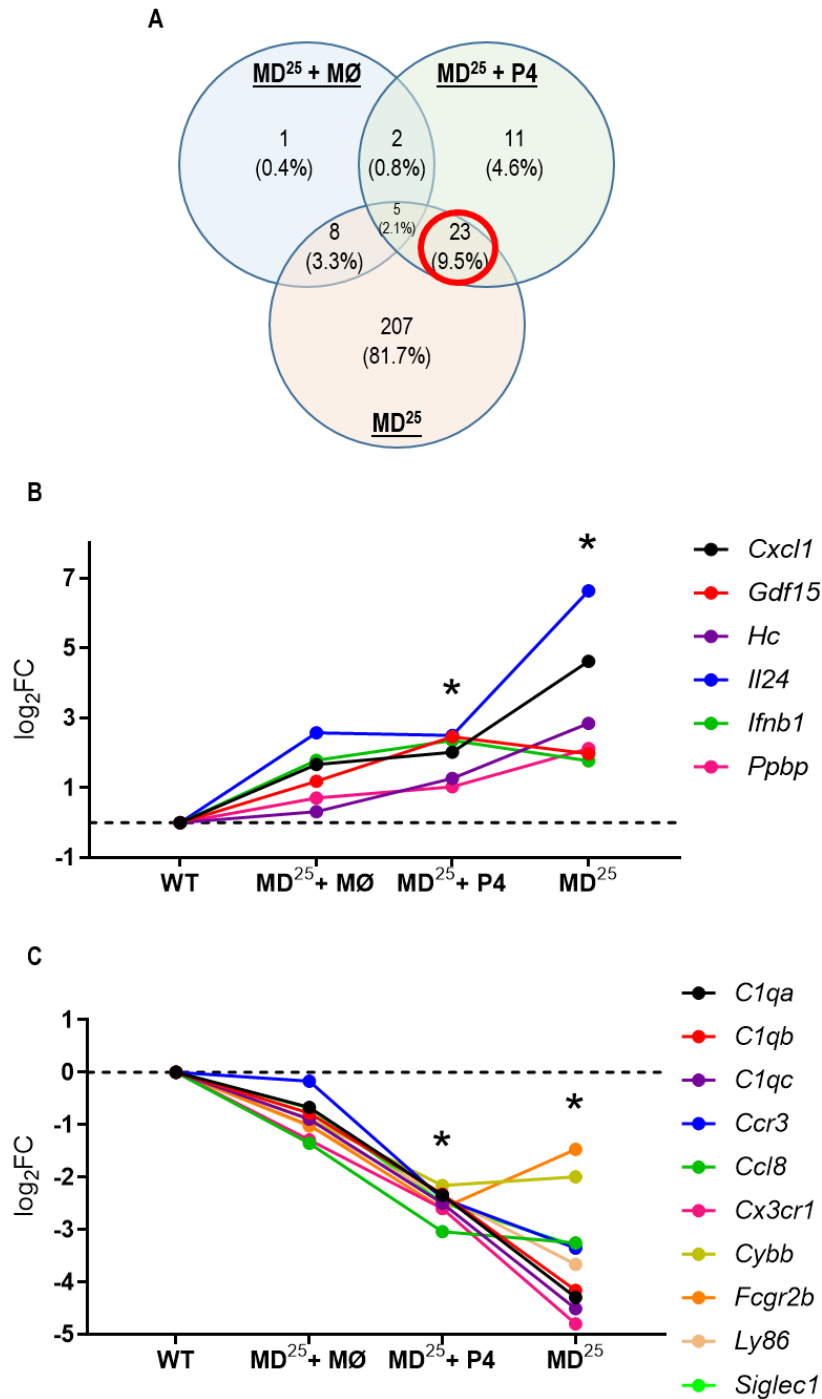 A
MD²⁵ + MØ
MD²⁵ + P4
1
(0.4%)
2
(0.8%)
11
(4.6%)
5
(2.1%)
8
(3.3%)
23
(9.5%)
207
(81.7%)
MD²⁵
B
log₂FC
7
5
3
1
-1
*
*
WT
MD²⁵+ MØ
MD²⁵+ P4
MD²⁵
Cxcl1
Gdf15
Hc
Il24
Ifnb1
Ppbp
C
log₂FC
1
0
-1
-2
-3
-4
-5
*
*
WT
MD²⁵+ MØ
MD²⁵+ P4
MD²⁵
C1qa
C1qb
C1qc
Ccr3
Ccl8
Cx3cr1
Cybb
Fcgr2b
Ly86
Siglec1